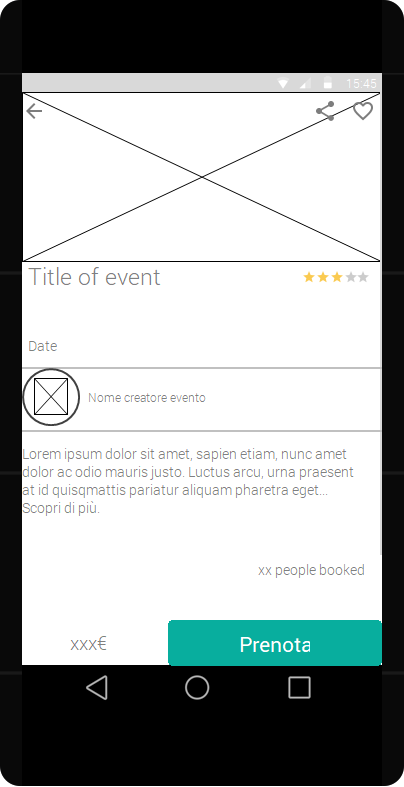 15:45
Title of event
Date
Nome creatore evento
Lorem ipsum dolor sit amet, sapien etiam, nunc amet
dolor ac odio mauris justo. Luctus arcu, urna praesent
at id quisqmattis pariatur aliquam pharetra eget...
Scopri di più.
xx people booked
xxx€
Prenota